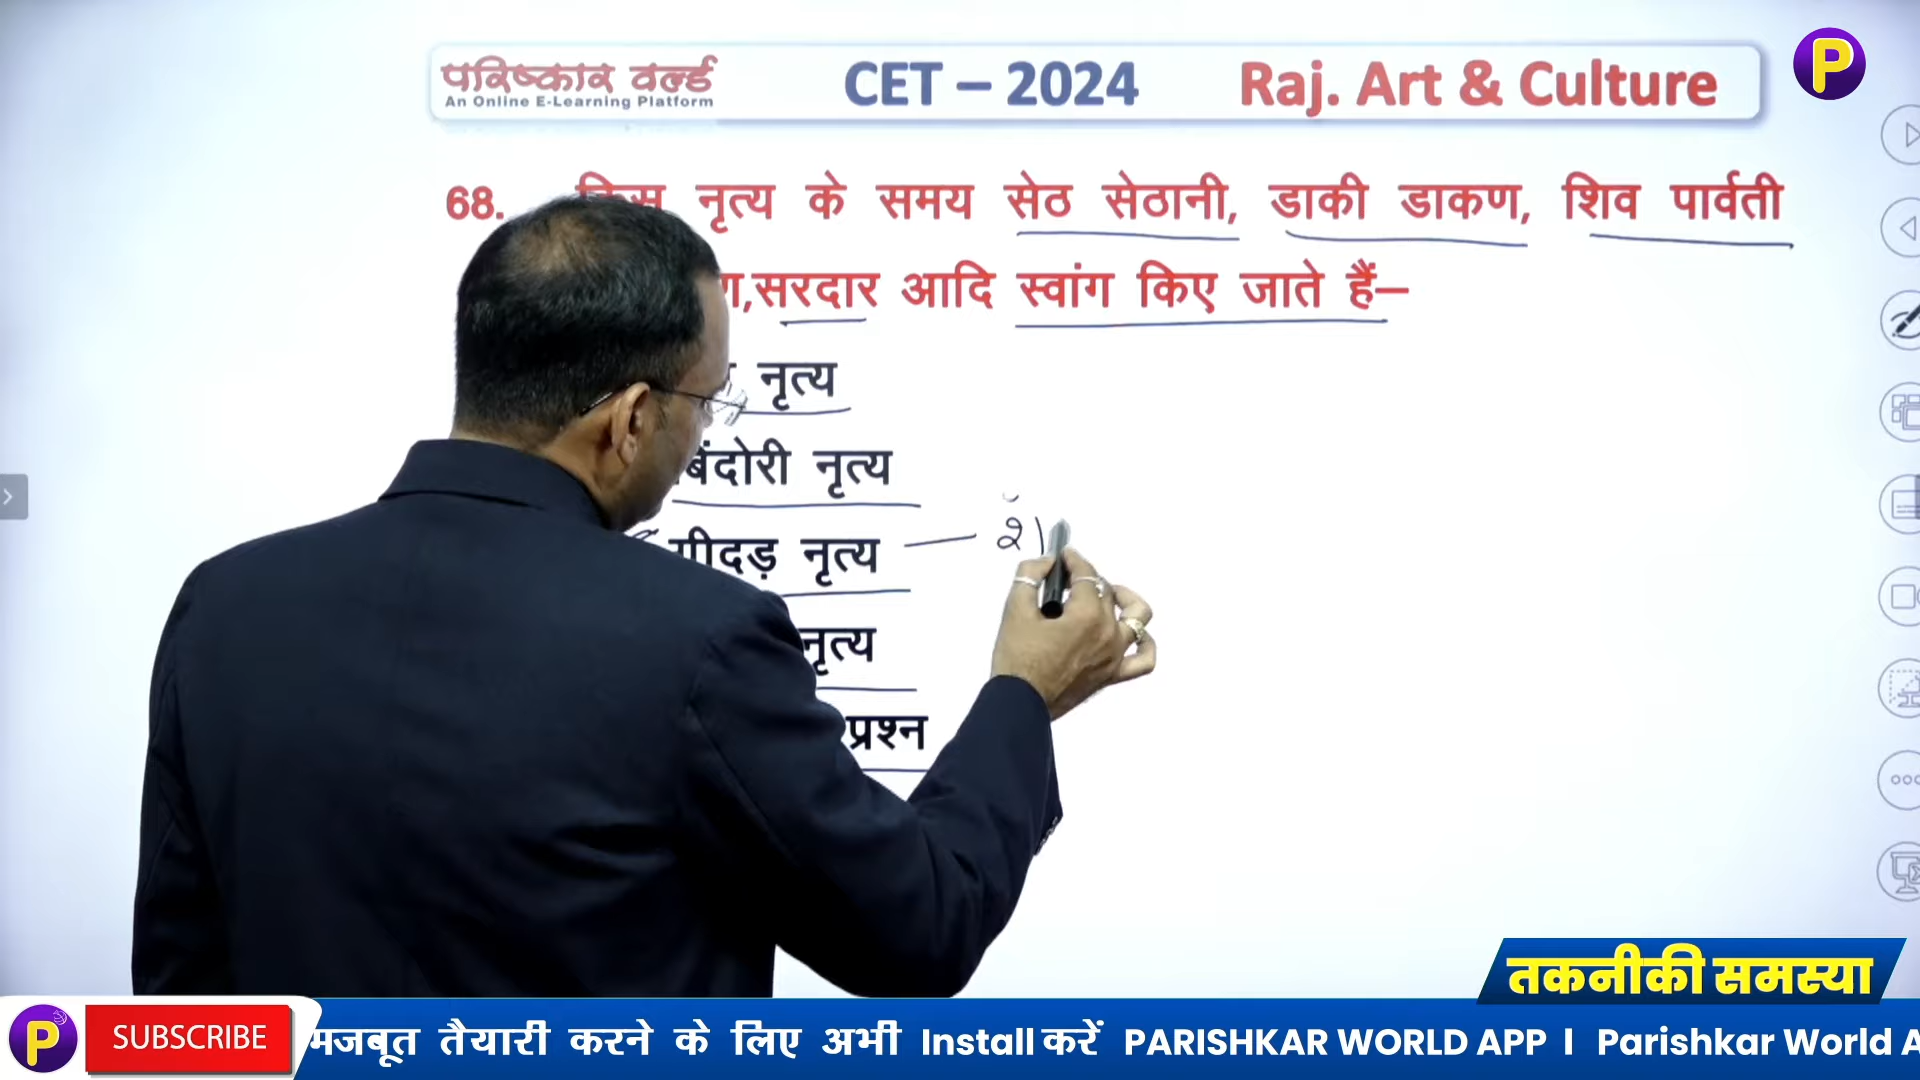 परिष्कार वर्ल्ड
An Online E-Learning Platform
CET – 2024
Raj. Art & Culture
P
68. नृत्य के समय सेठ सेठानी, डाकी डाकण, शिव पार्वती
सरदार आदि स्वांग किए जाते हैं–
नृत्य
बिंदोरी नृत्य
गीदड़ नृत्य
नृत्य
प्रश्न
तकनीकी समस्या
P
SUBSCRIBE
मजबूत तैयारी करने के लिए अभी Install करें PARISHKAR WORLD APP I Parishkar World A